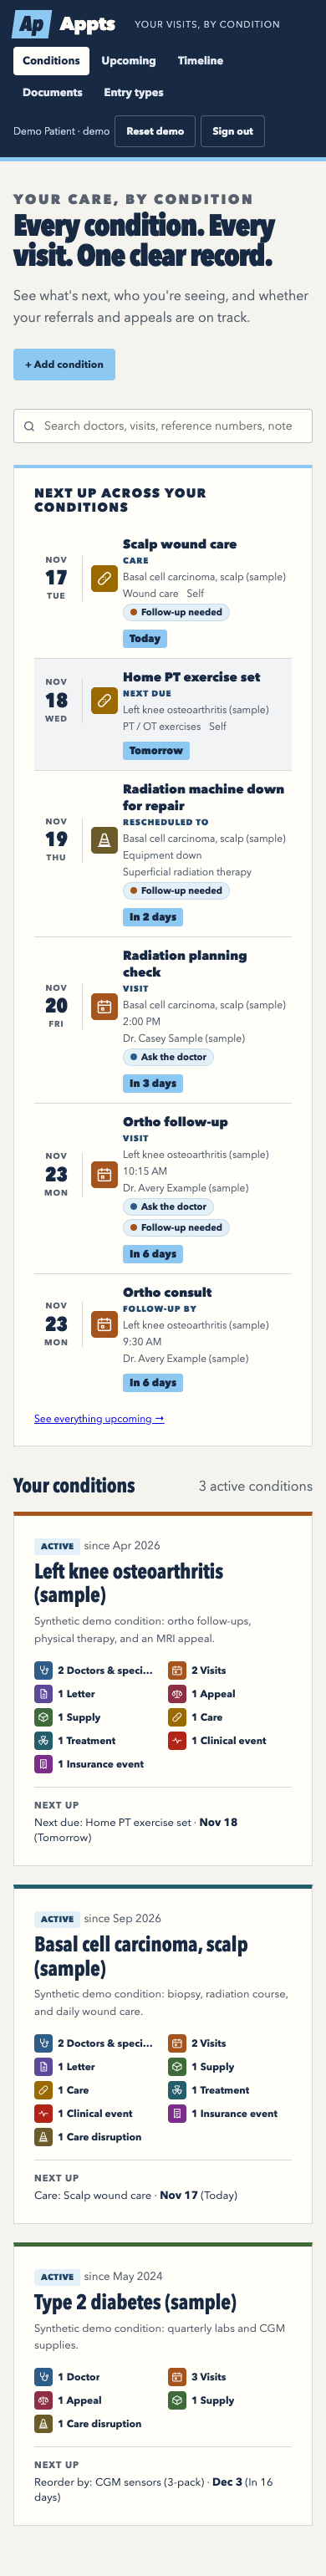 Ap Appts YOUR VISITS, BY CONDITION
Conditions Upcoming Timeline
Documents Entry types
Demo Patient · demo Reset demo Sign out
YOUR CARE, BY CONDITION
Every condition. Every
visit. One clear record.
See what's next, who you're seeing, and whether
your referrals and appeals are on track.
+ Add condition
Search doctors, visits, reference numbers, note
NEXT UP ACROSS YOUR
CONDITIONS
NOV
17
TUE
Scalp wound care
CARE
Basal cell carcinoma, scalp (sample)
Wound care Self
Follow-up needed
Today
NOV
18
WED
Home PT exercise set
NEXT DUE
Left knee osteoarthritis (sample)
PT / OT exercises Self
Tomorrow
NOV
19
THU
Radiation machine down
for repair
RESCHEDULED TO
Basal cell carcinoma, scalp (sample)
Equipment down
Superficial radiation therapy
Follow-up needed
In 2 days
NOV
20
FRI
Radiation planning
check
VISIT
Basal cell carcinoma, scalp (sample)
2:00 PM
Dr. Casey Sample (sample)
Ask the doctor
In 3 days
NOV
23
MON
Ortho follow-up
VISIT
Left knee osteoarthritis (sample)
10:15 AM
Dr. Avery Example (sample)
Ask the doctor
Follow-up needed
In 6 days
NOV
23
MON
Ortho consult
FOLLOW-UP BY
Left knee osteoarthritis (sample)
9:30 AM
Dr. Avery Example (sample)
In 6 days
See everything upcoming →
Your conditions 3 active conditions
ACTIVE since Apr 2026
Left knee osteoarthritis
(sample)
Synthetic demo condition: ortho follow-ups,
physical therapy, and an MRI appeal.
2 Doctors & speci... 2 Visits
1 Letter 1 Appeal
1 Supply 1 Care
1 Treatment 1 Clinical event
1 Insurance event
NEXT UP
Next due: Home PT exercise set · Nov 18
(Tomorrow)
ACTIVE since Sep 2026
Basal cell carcinoma, scalp
(sample)
Synthetic demo condition: biopsy, radiation course,
and daily wound care.
2 Doctors & speci... 2 Visits
1 Letter 1 Supply
1 Care 1 Treatment
1 Clinical event 1 Insurance event
1 Care disruption
NEXT UP
Care: Scalp wound care · Nov 17 (Today)
ACTIVE since May 2024
Type 2 diabetes (sample)
Synthetic demo condition: quarterly labs and CGM
supplies.
1 Doctor 3 Visits
1 Appeal 1 Supply
1 Care disruption
NEXT UP
Reorder by: CGM sensors (3-pack) · Dec 3 (In 16
days)